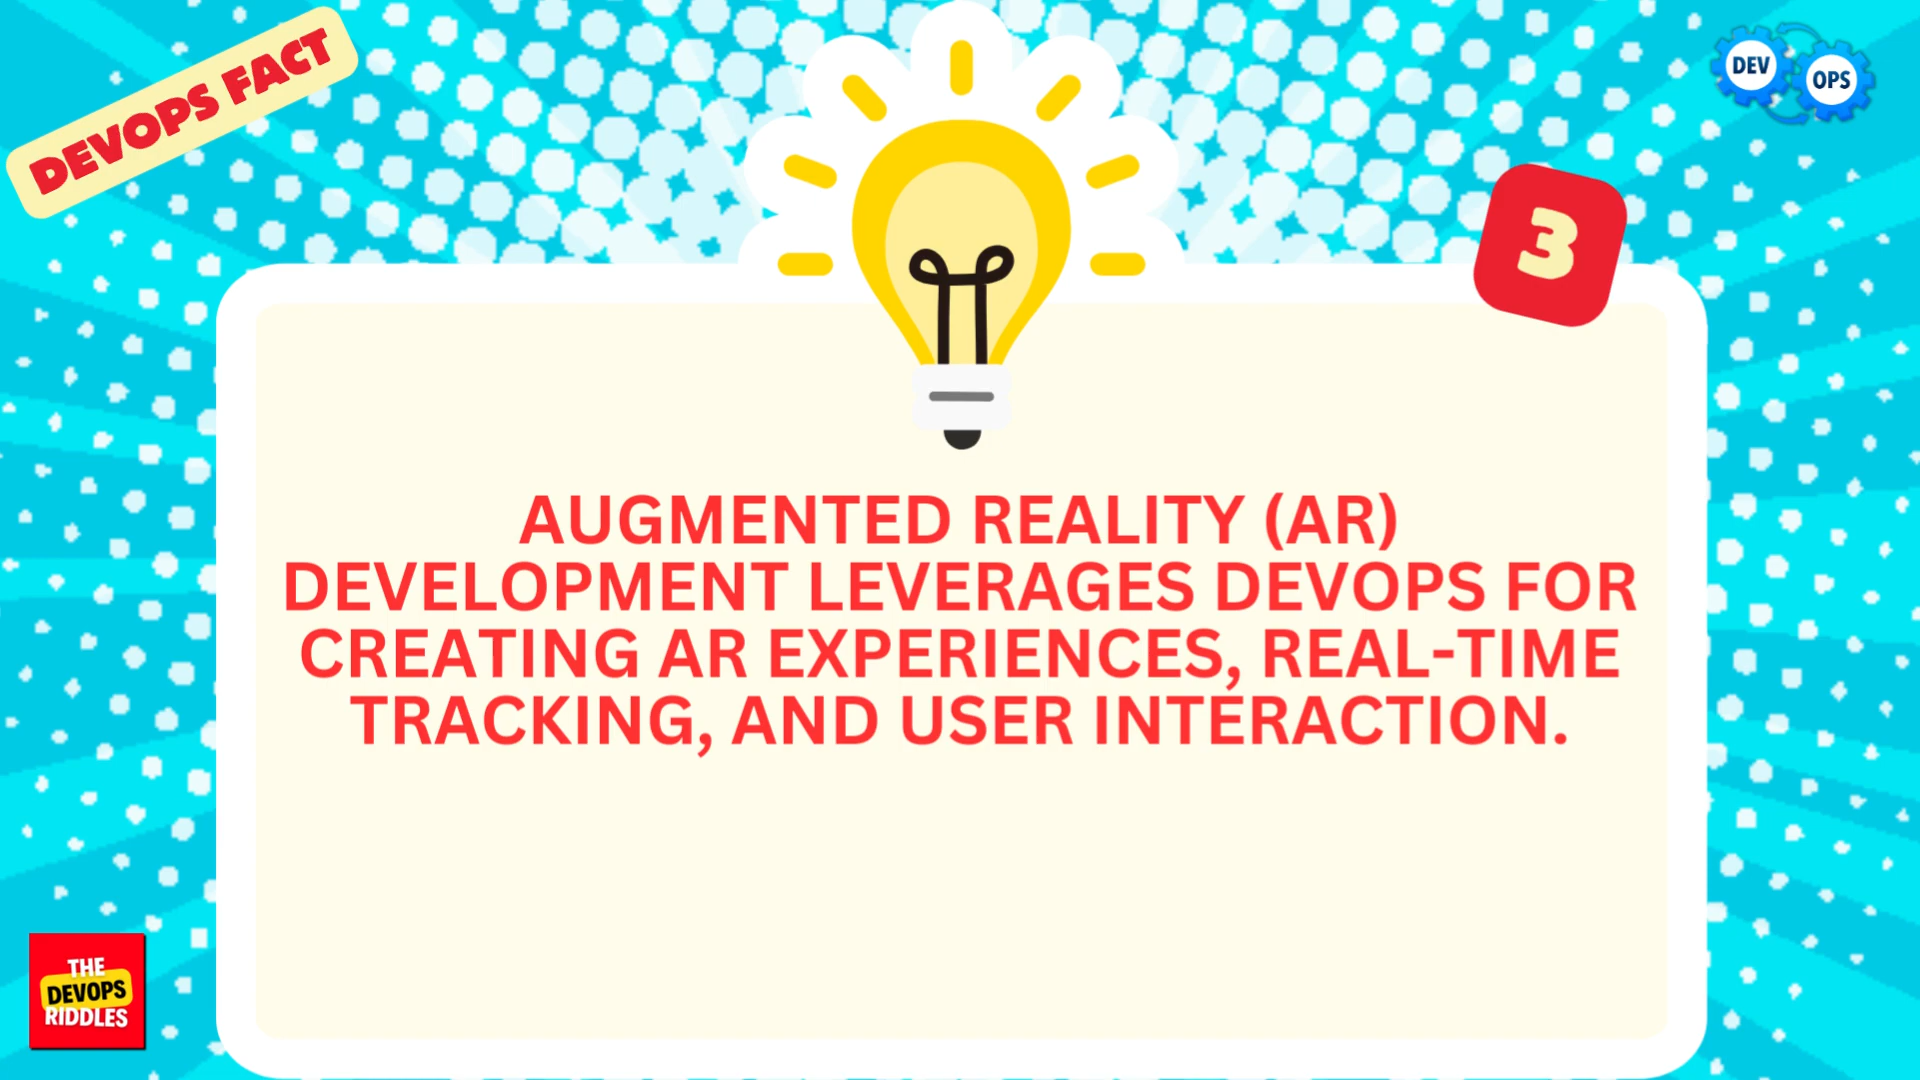 DEVOPS FACT
DEV
OPS
3
AUGMENTED REALITY (AR)
DEVELOPMENT LEVERAGES DEVOPS FOR
CREATING AR EXPERIENCES, REAL-TIME
TRACKING, AND USER INTERACTION.
THE
DEVOPS
RIDDLES